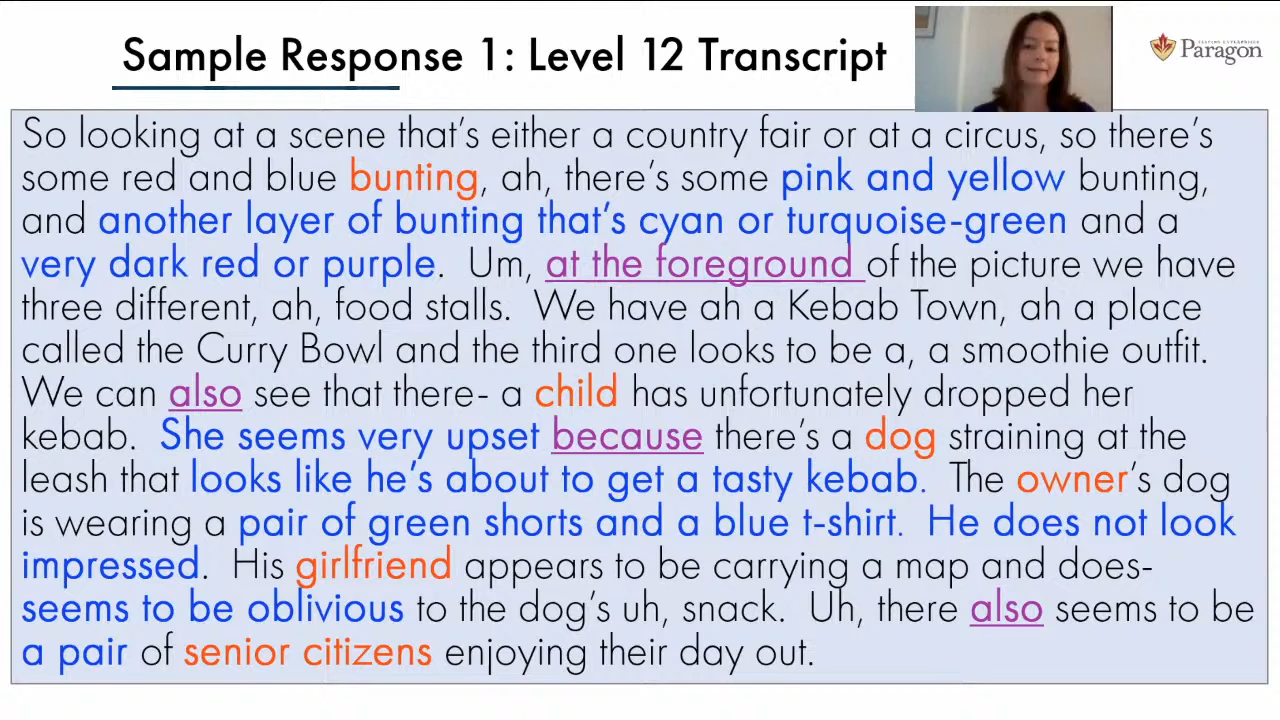 Sample Response 1: Level 12 Transcript
Paragon
So looking at a scene that's either a country fair or at a circus, so there's
some red and blue bunting, ah, there's some pink and yellow bunting,
and another layer of bunting that's cyan or turquoise-green and a
very dark red or purple. Um, at the foreground of the picture we have
three different, ah, food stalls. We have ah a Kebab Town, ah a place
called the Curry Bowl and the third one looks to be a, a smoothie outfit.
We can also see that there- a child has unfortunately dropped her
kebab. She seems very upset because there's a dog straining at the
leash that looks like he's about to get a tasty kebab. The owner's dog
is wearing a pair of green shorts and a blue t-shirt. He does not look
impressed. His girlfriend appears to be carrying a map and does-
seems to be oblivious to the dog's uh, snack. Uh, there also seems to be
a pair of senior citizens enjoying their day out.